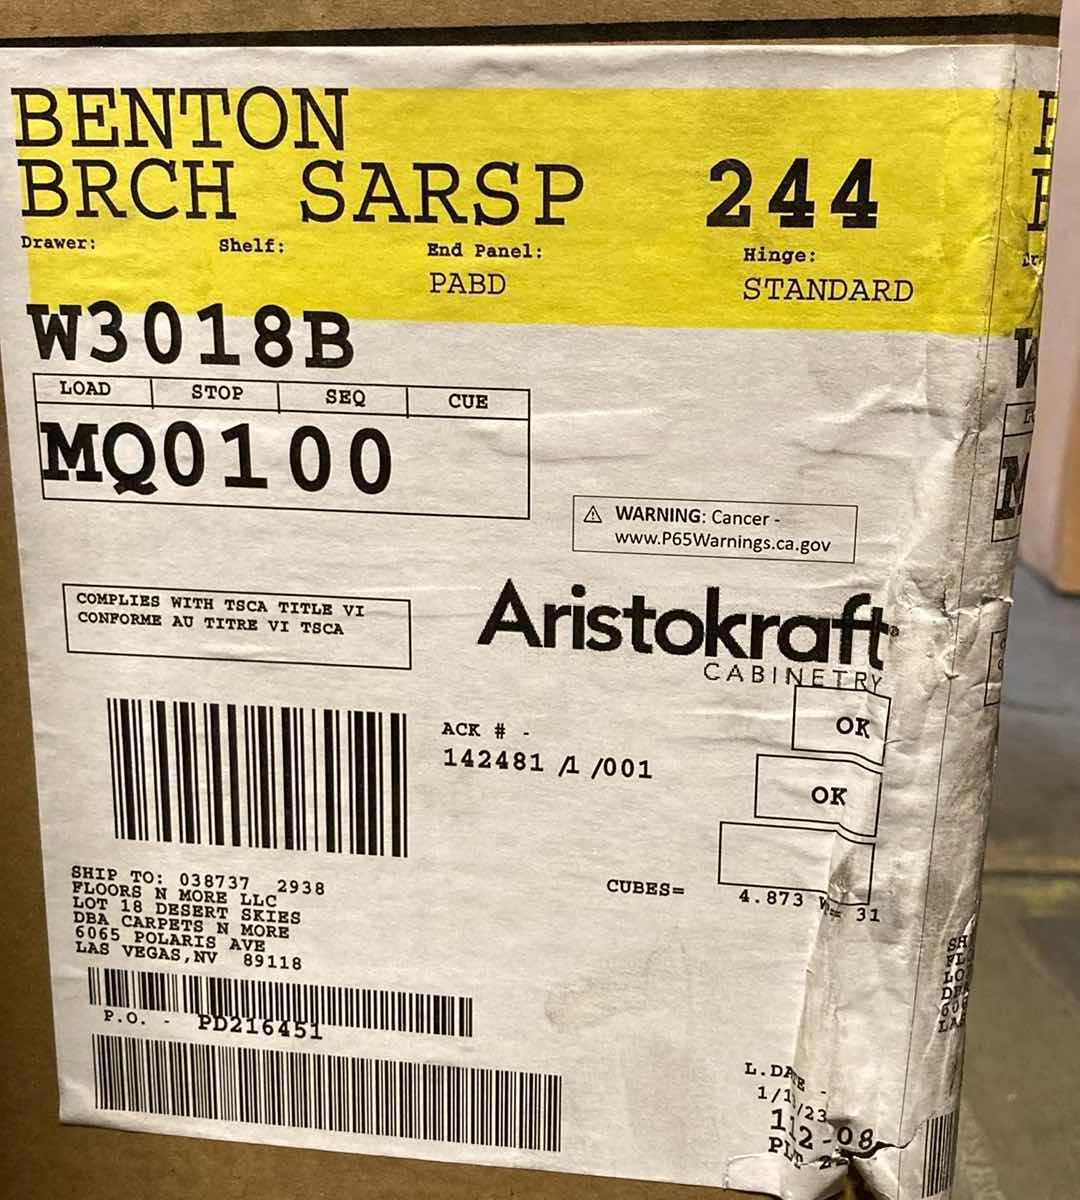 BENTON
BRCH SARSP 244
Drawer: Shelf: End Panel: Hinge:
PABD STANDARD
W3018B
LOAD STOP SEQ CUE
MQ0100
WARNING: Cancer -
www.P65Warnings.ca.gov
COMPLIES WITH TSCA TITLE VI
CONFORME AU TITRE VI TSCA
Aristokraft®
CABINETRY
OK
ACK # -
142481 /1 /001
OK
SHIP TO: 038737 2938
FLOORS N MORE LLC
LOT 18 DESERT SKIES
DBA CARPETS N MORE
6065 POLARIS AVE
LAS VEGAS,NV 89118
CUBES= 4.873 W= 31
P.O. - PD216451
L.DATE -